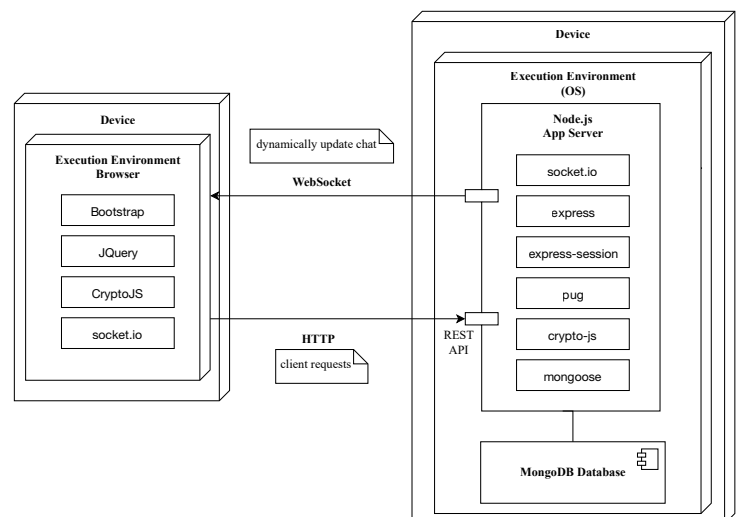 Device
Execution Environment
Browser
Bootstrap
JQuery
CryptoJS
socket.io
dynamically update chat
WebSocket
HTTP
client requests
REST
API
Device
Execution Environment
(OS)
Node.js
App Server
socket.io
express
express-session
pug
crypto-js
mongoose
MongoDB Database